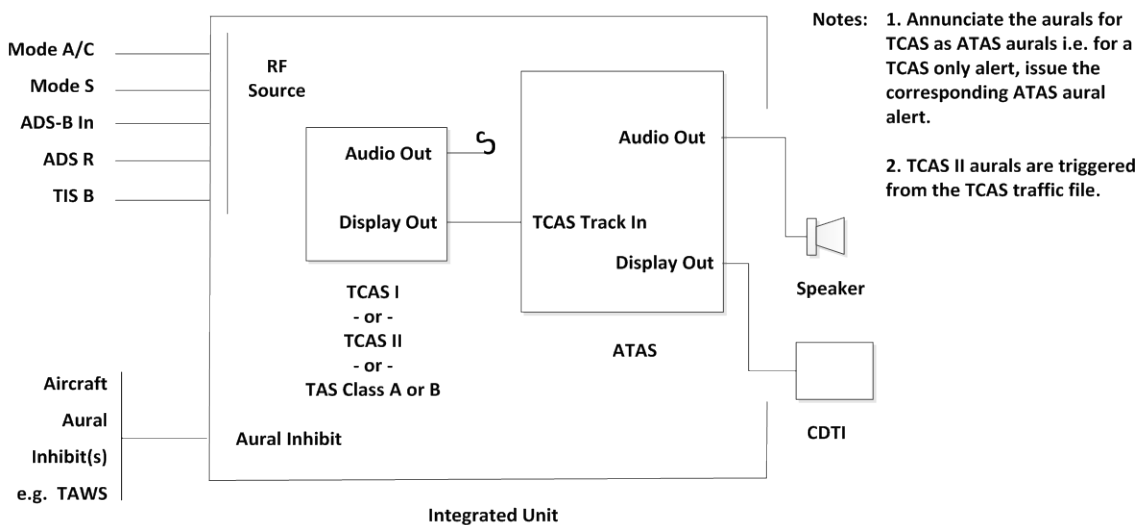 Mode A/C
Mode S
ADS-B In
ADS R
TIS B
RF
Source
Audio Out
Display Out
TCAS I
- or -
TCAS II
- or -
TAS Class A or B
TCAS Track In
Audio Out
Display Out
ATAS
Speaker
CDTI
Aircraft
Aural
Inhibit(s)
e.g. TAWS
Aural Inhibit
Integrated Unit
Notes: 1. Annunciate the aurals for
TCAS as ATAS aurals i.e. for a
TCAS only alert, issue the
corresponding ATAS aural
alert.
2. TCAS II aurals are triggered
from the TCAS traffic file.